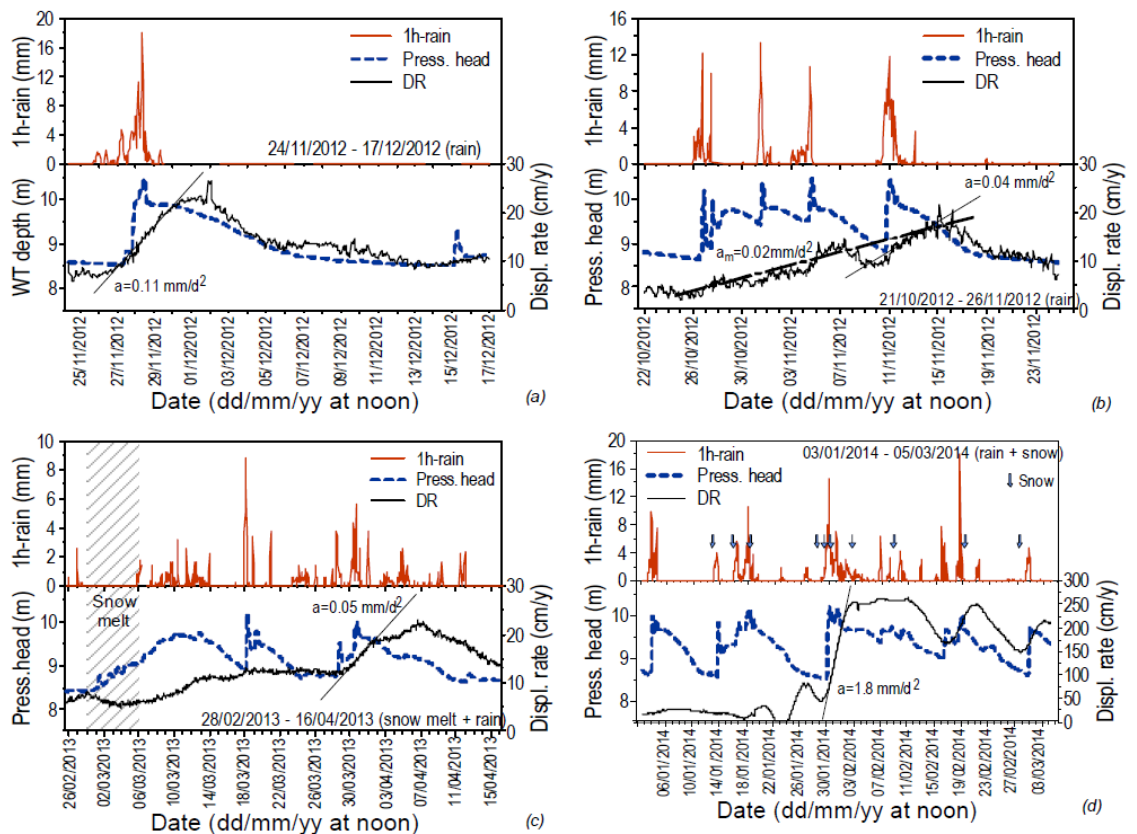 20
16
12
8
4
0
1h-rain (mm)
1h-rain
Press. head
DR
24/11/2012 - 17/12/2012 (rain)
10
9
8
WT depth (m)
30
20
10
0
Displ. rate (cm/y)
a=0.11 mm/d2
25/11/2012
27/11/2012
29/11/2012
01/12/2012
03/12/2012
05/12/2012
07/12/2012
09/12/2012
11/12/2012
13/12/2012
15/12/2012
17/12/2012
Date (dd/mm/yy at noon)
(a)
16
12
8
4
0
1h-rain (mm)
1h-rain
Press. head
DR
10
9
8
Press. head (m)
30
20
10
0
Displ. rate (cm/y)
a=0.04 mm/d2
am=0.02mm/d2
21/10/2012 - 26/11/2012 (rain)
22/10/2012
26/10/2012
30/10/2012
03/11/2012
07/11/2012
11/11/2012
15/11/2012
19/11/2012
23/11/2012
Date (dd/mm/yy at noon)
(b)
10
8
6
4
2
0
1h-rain (mm)
1h-rain
Press. head
DR
Snow
melt
10
9
8
Press. head (m)
30
20
10
0
Displ. rate (cm/y)
a=0.05 mm/d2
28/02/2013 - 16/04/2013 (snow melt + rain)
26/02/2013
02/03/2013
06/03/2013
10/03/2013
14/03/2013
18/03/2013
22/03/2013
26/03/2013
30/03/2013
03/04/2013
07/04/2013
11/04/2013
15/04/2013
Date (dd/mm/yy at noon)
(c)
20
16
12
8
4
0
1h-rain (mm)
1h-rain
Press. head
DR
03/01/2014 - 05/03/2014 (rain + snow)
Snow
10
9
8
Press. head (m)
300
250
200
150
100
50
0
Displ. rate (cm/y)
a=1.8 mm/d2
06/01/2014
10/01/2014
14/01/2014
18/01/2014
22/01/2014
26/01/2014
30/01/2014
03/02/2014
07/02/2014
11/02/2014
15/02/2014
19/02/2014
23/02/2014
27/02/2014
03/03/2014
Date (dd/mm/yy at noon)
(d)